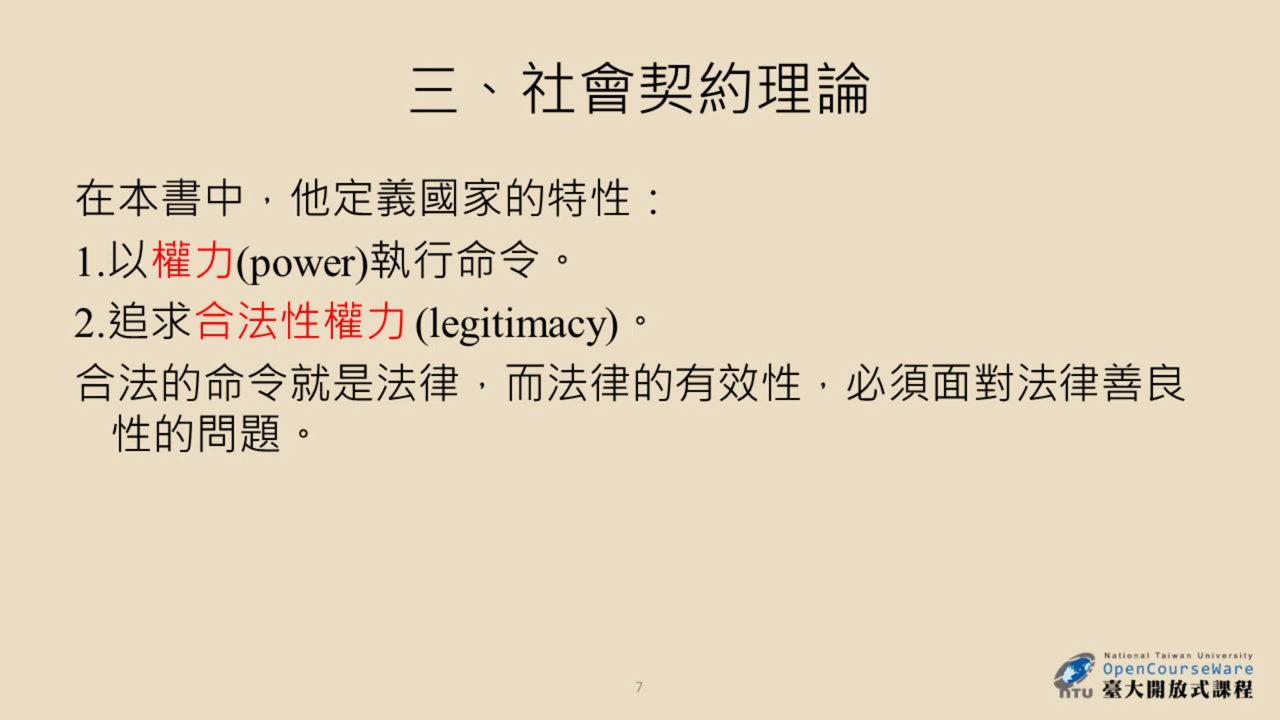 三、社會契約理論
在本書中，他定義國家的特性：
1.以權力(power)執行命令。
2.追求合法性權力 (legitimacy)。
合法的命令就是法律，而法律的有效性，必須面對法律善良
性的問題。
National Taiwan University
OpenCourseWare
NTU 臺大開放式課程
7